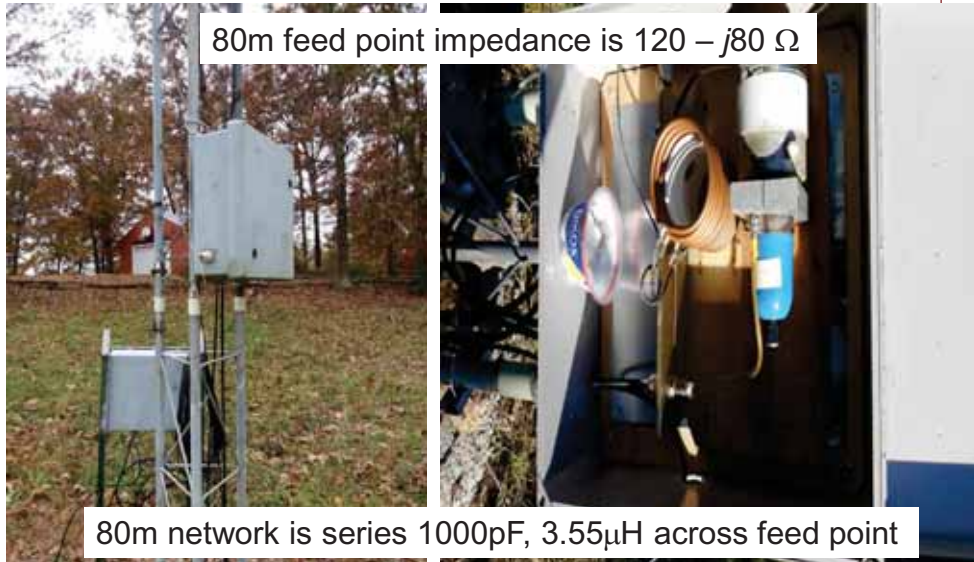 80m feed point impedance is 120 – j80 Ω
80m network is series 1000pF, 3.55μH across feed point